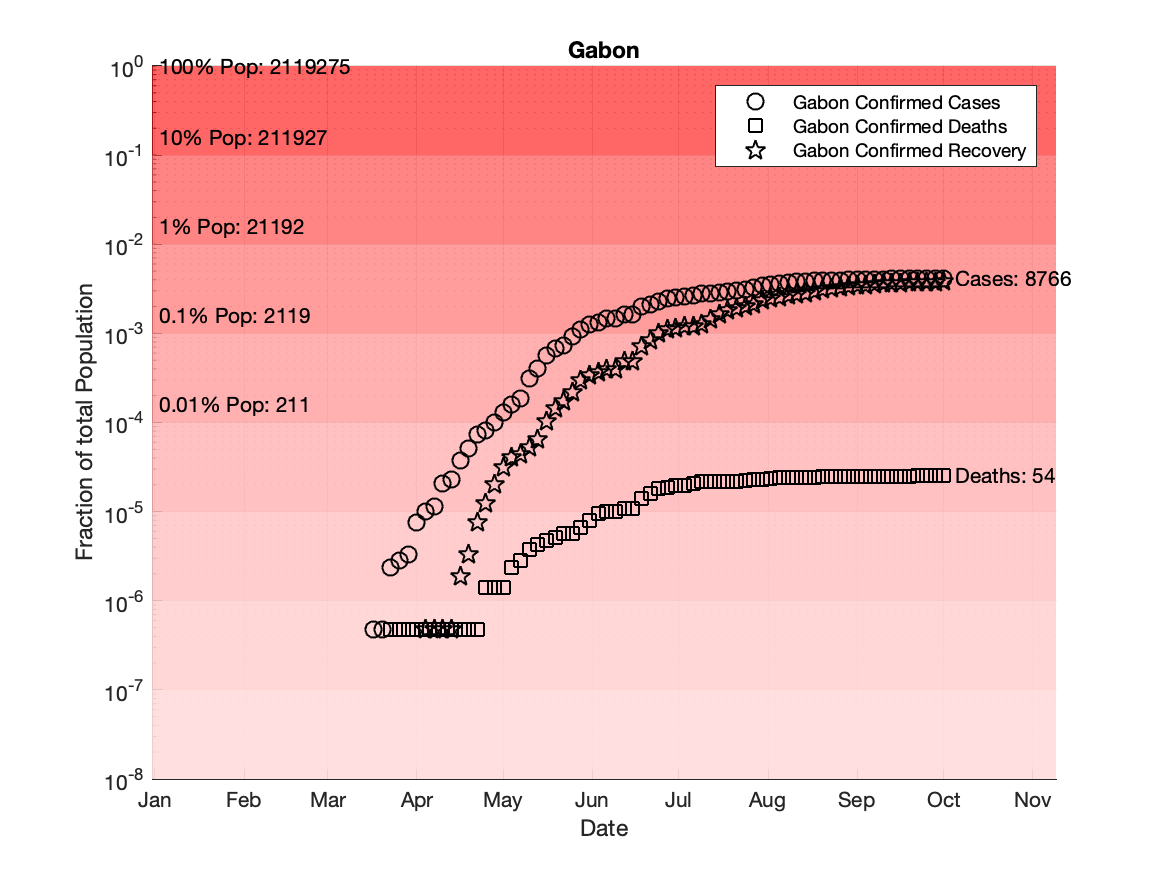 Gabon
10^0
100% Pop: 2119275
Gabon Confirmed Cases
Gabon Confirmed Deaths
Gabon Confirmed Recovery
10% Pop: 211927
10^-1
1% Pop: 21192
10^-2
Cases: 8766
0.1% Pop: 2119
10^-3
0.01% Pop: 211
10^-4
Deaths: 54
10^-5
10^-6
10^-7
10^-8
Fraction of total Population
Jan Feb Mar Apr May Jun Jul Aug Sep Oct Nov
Date